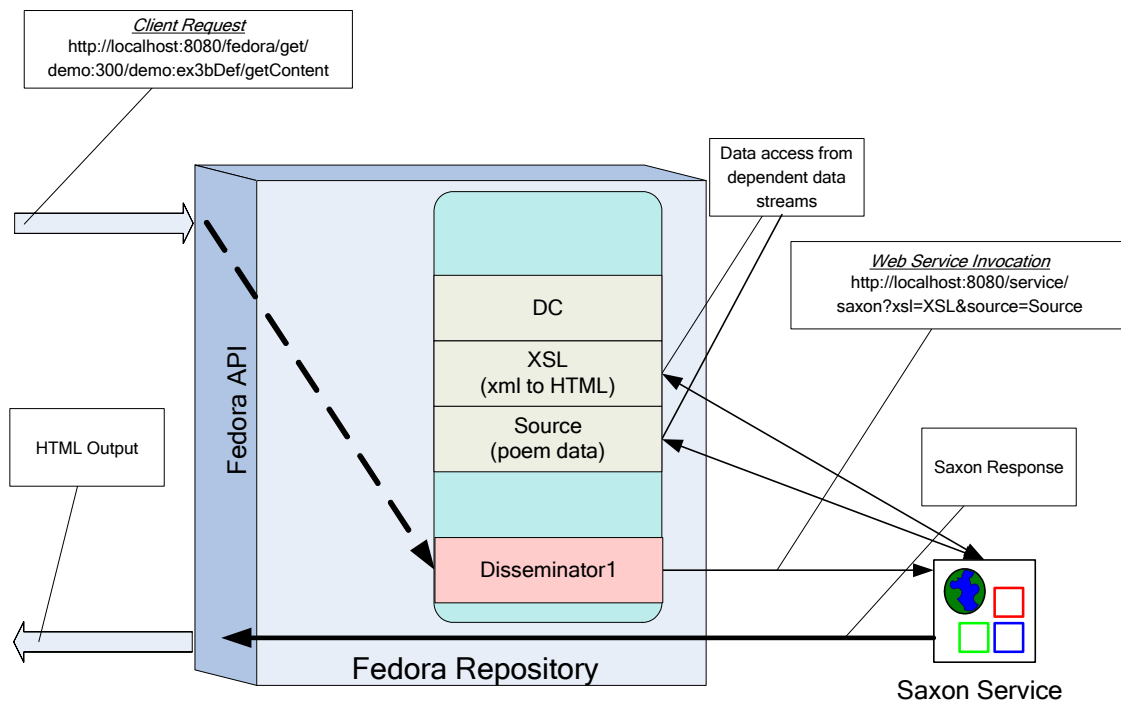 Client Request
http://localhost:8080/fedora/get/
demo:300/demo:ex3bDef/getContent
Data access from
dependent data
streams
Web Service Invocation
http://localhost:8080/service/
saxon?xsl=XSL&source=Source
DC
XSL
(xml to HTML)
Source
(poem data)
Fedora API
HTML Output
Saxon Response
Disseminator1
Fedora Repository
Saxon Service